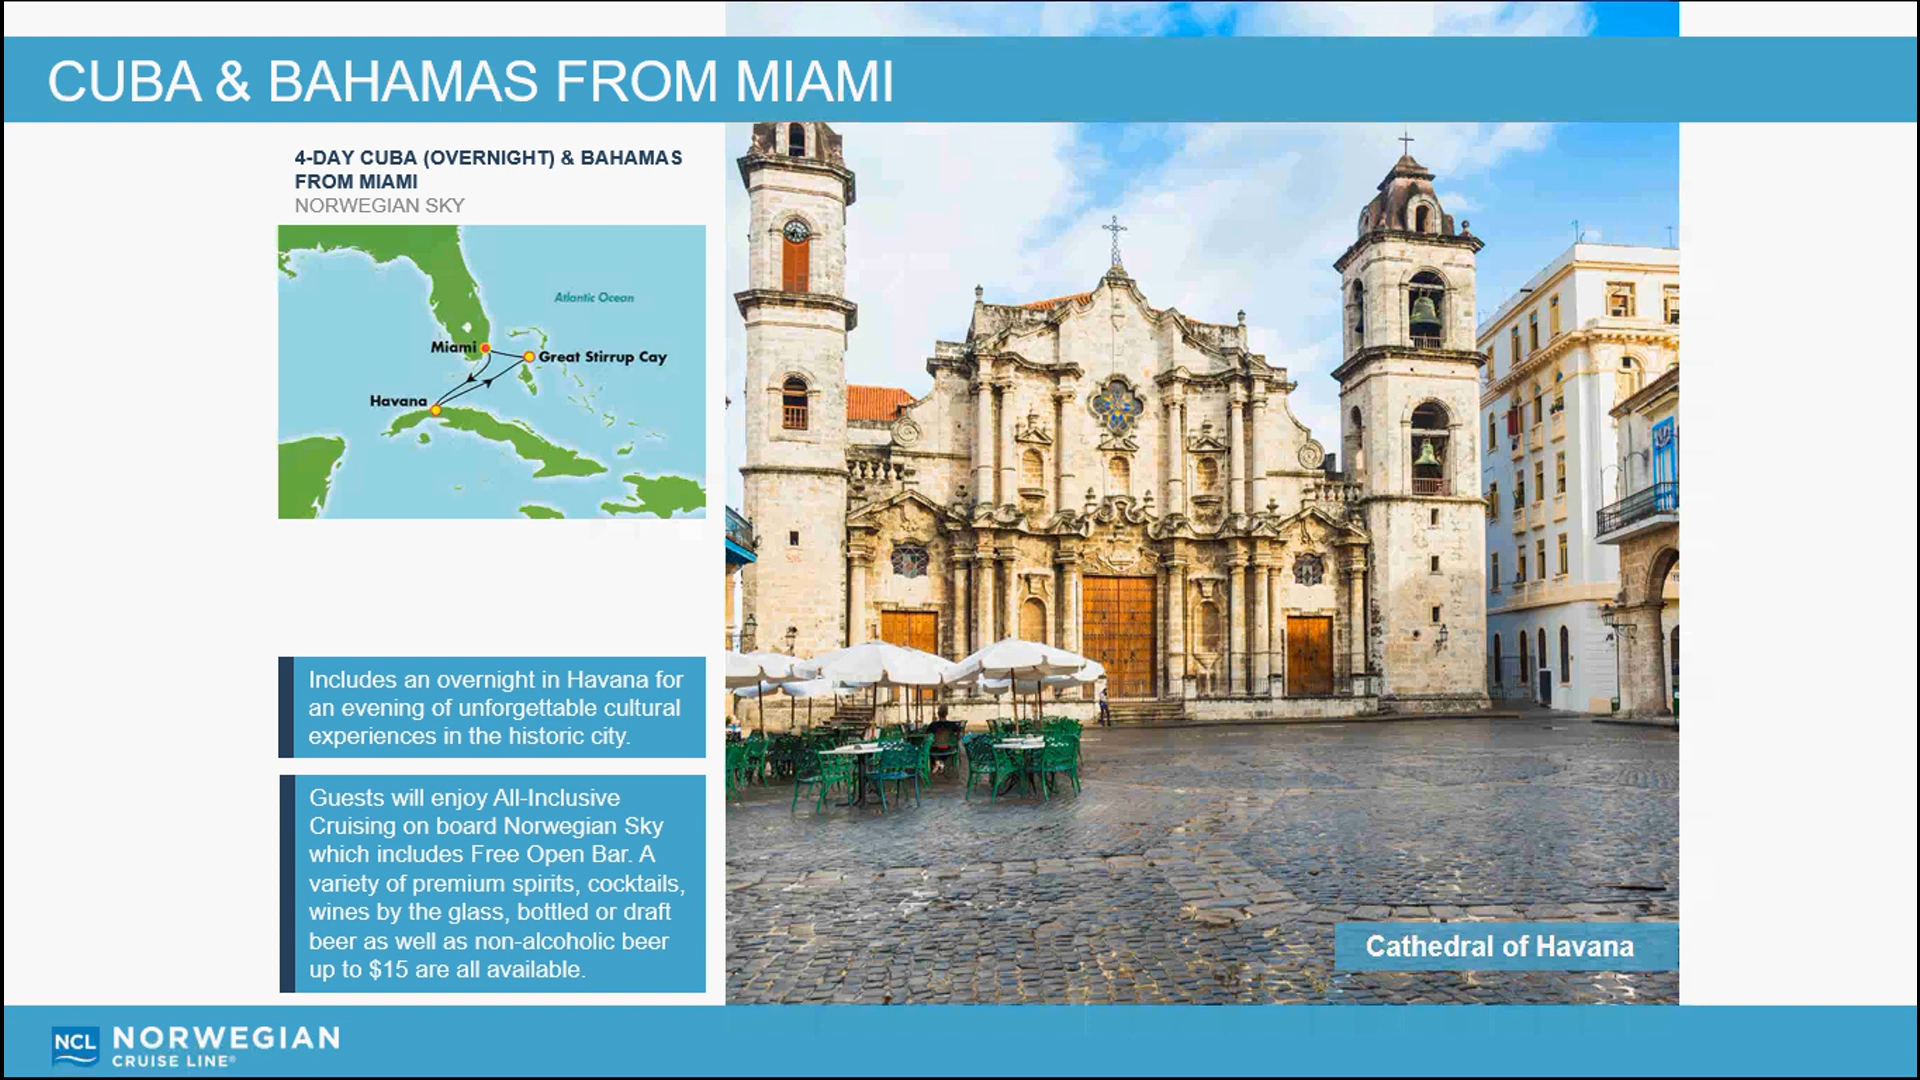 CUBA & BAHAMAS FROM MIAMI
4-DAY CUBA (OVERNIGHT) & BAHAMAS
FROM MIAMI
NORWEGIAN SKY
Atlantic Ocean
Miami
Great Stirrup Cay
Havana
Includes an overnight in Havana for
an evening of unforgettable cultural
experiences in the historic city.
Guests will enjoy All-Inclusive
Cruising on board Norwegian Sky
which includes Free Open Bar. A
variety of premium spirits, cocktails,
wines by the glass, bottled or draft
beer as well as non-alcoholic beer
up to $15 are all available.
Cathedral of Havana
NCL NORWEGIAN
CRUISE LINE®